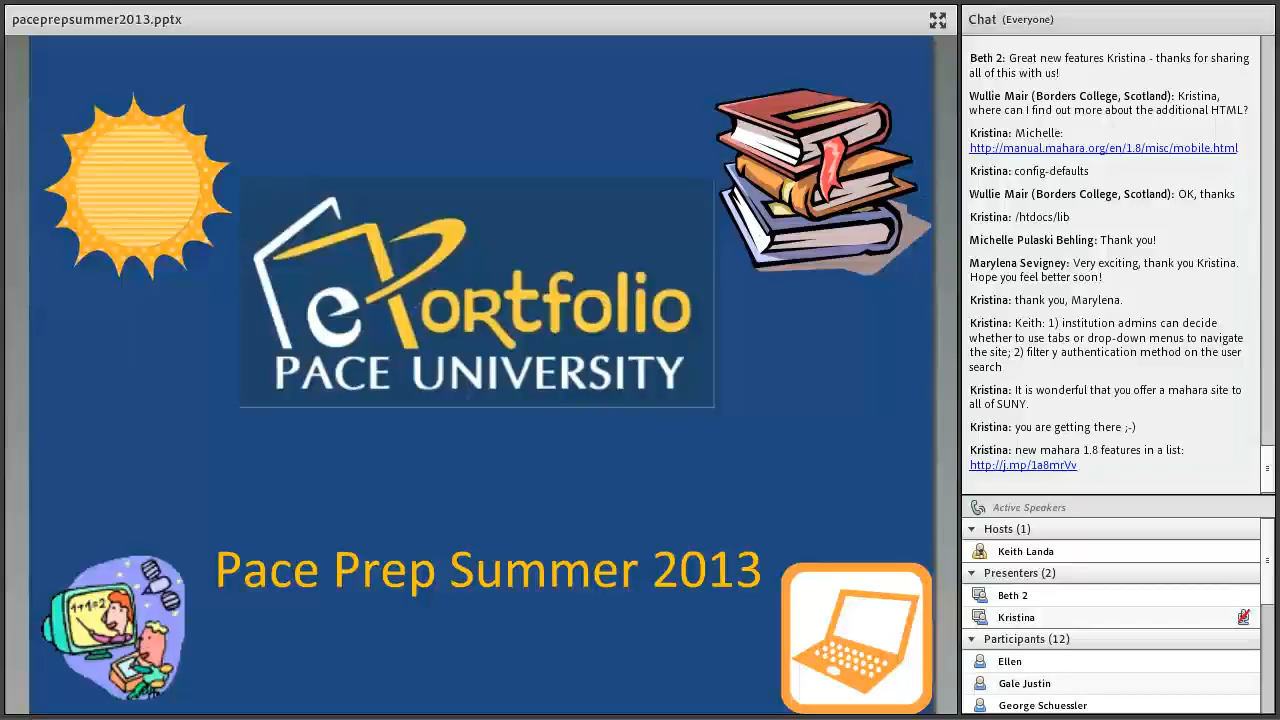 paceprepsummer2013.pptx
ePortfolio
PACE UNIVERSITY
1+1=2
Pace Prep Summer 2013
Chat (Everyone)
Beth 2: Great new features Kristina - thanks for sharing
all of this with us!
Wullie Mair (Borders College, Scotland): Kristina,
where can I find out more about the additional HTML?
Kristina: Michelle:
http://manual.mahara.org/en/1.8/misc/mobile.html
Kristina: config-defaults
Wullie Mair (Borders College, Scotland): OK, thanks
Kristina: /htdocs/lib
Michelle Pulaski Behling: Thank you!
Marylena Sevigney: Very exciting, thank you Kristina.
Hope you feel better soon!
Kristina: thank you, Marylena.
Kristina: Keith: 1) institution admins can decide
whether to use tabs or drop-down menus to navigate
the site; 2) filter y authentication method on the user
search
Kristina: It is wonderful that you offer a mahara site to
all of SUNY.
Kristina: you are getting there ;-)
Kristina: new mahara 1.8 features in a list:
http://j.mp/1a8mrVv
Active Speakers
Hosts (1)
Keith Landa
Presenters (2)
Beth 2
Kristina
Participants (12)
Ellen
Gale Justin
George Schuessler